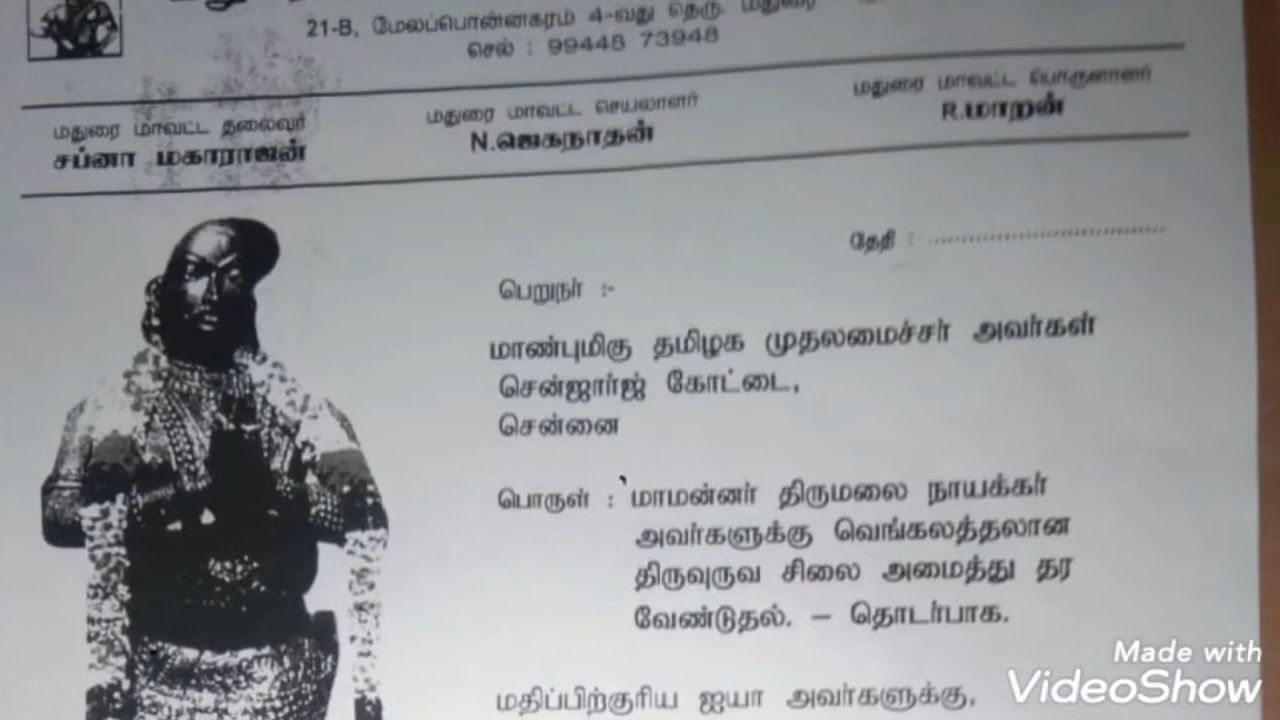 21-B, மேலப்பொன்னகரம் 4-வது தெரு, மதுரை -
செல் : 99448 73948
மதுரை மாவட்ட தலைவர்
சப்னா மகாராஜன்
மதுரை மாவட்ட செயலாளர்
N.ஜெகநாதன்
மதுரை மாவட்ட பொருளாளர்
R.மாறன்
தேதி : ..............................
பெறுநர் :-
மாண்புமிகு தமிழக முதலமைச்சர் அவர்கள்
சென்ஜார்ஜ் கோட்டை,
சென்னை
பொருள் : மாமன்னர் திருமலை நாயக்கர்
அவர்களுக்கு வெங்கலத்தலான
திருவுருவ சிலை அமைத்து தர
வேண்டுதல். – தொடர்பாக.
மதிப்பிற்குரிய ஐயா அவர்களுக்கு,
Made with
VideoShow